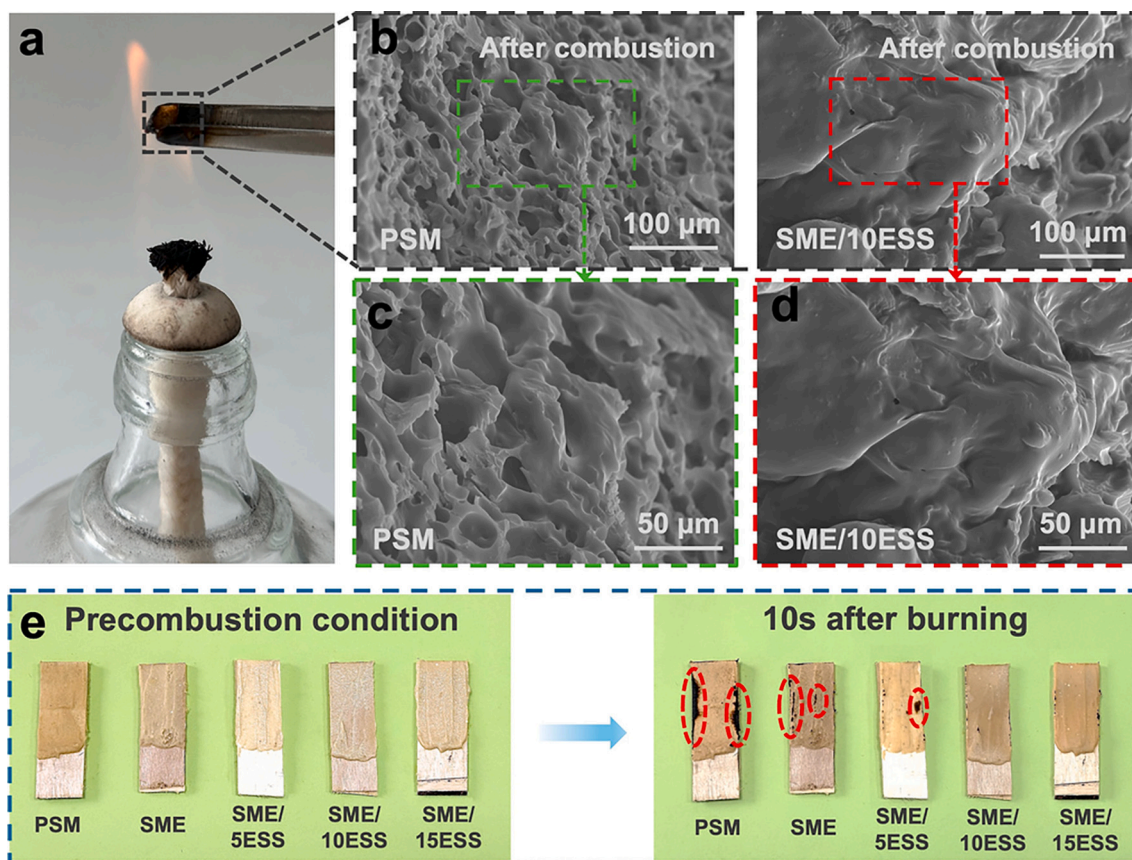 a
b
After combustion
PSM
100 µm
After combustion
SME/10ESS
100 µm
c
PSM
50 µm
d
SME/10ESS
50 µm
e
Precombustion condition
10s after burning
PSM
SME
SME/
5ESS
SME/
10ESS
SME/
15ESS
PSM
SME
SME/
5ESS
SME/
10ESS
SME/
15ESS